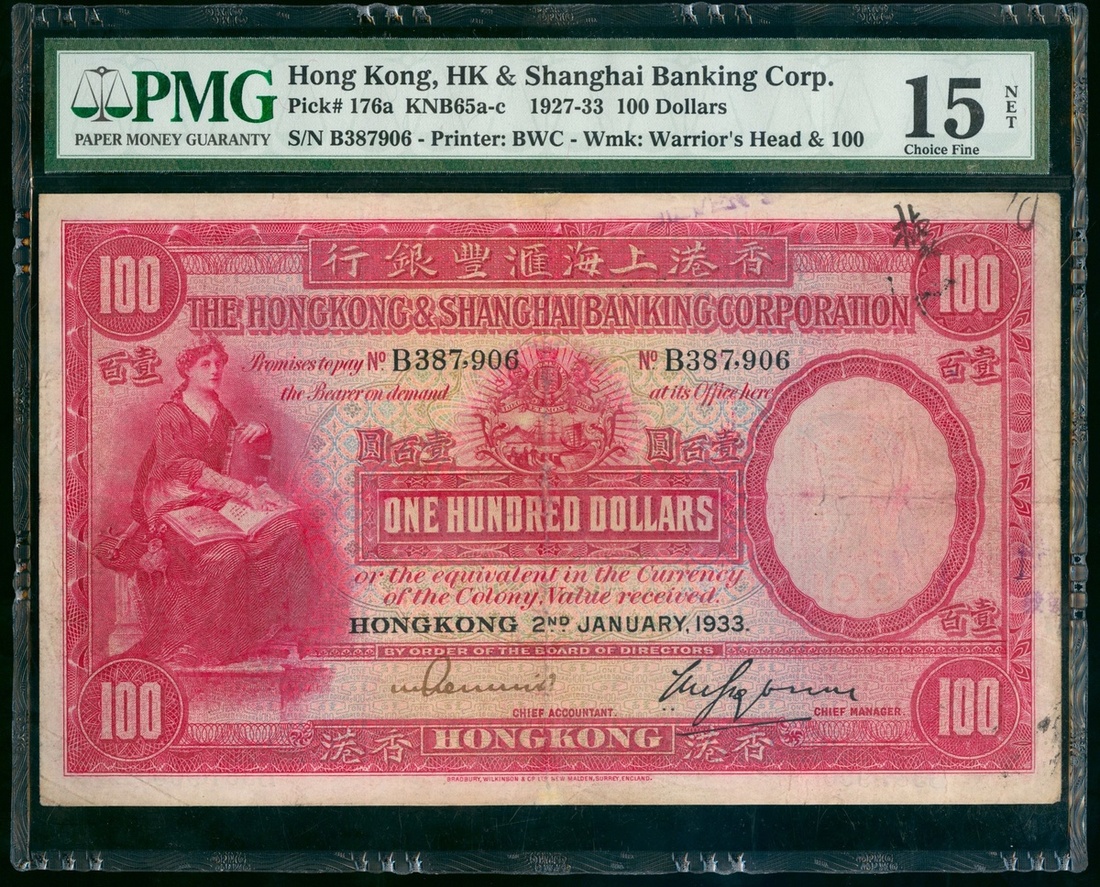 PMG
PAPER MONEY GUARANTY
Hong Kong, HK & Shanghai Banking Corp.
Pick# 176a KNB65a-c 1927-33 100 Dollars
S/N B387906 - Printer: BWC - Wmk: Warrior's Head & 100
15
NET
Choice Fine
100
香港上海滙豐銀行
100
THE HONGKONG & SHANGHAI BANKING CORPORATION
壹百
Promises to pay Nº B387,906
Nº B387,906
壹百
the Bearer on demand
at its Office here
壹百圓
壹百圓
ONE HUNDRED DOLLARS
or the equivalent in the Currency
of the Colony, Value received.
壹百
HONGKONG 2ND JANUARY, 1933.
BY ORDER OF THE BOARD OF DIRECTORS
100
CHIEF ACCOUNTANT.
CHIEF MANAGER.
100
香港
HONGKONG
香港
BRADBURY, WILKINSON & Cº LTD NEW MALDEN, SURREY, ENGLAND.